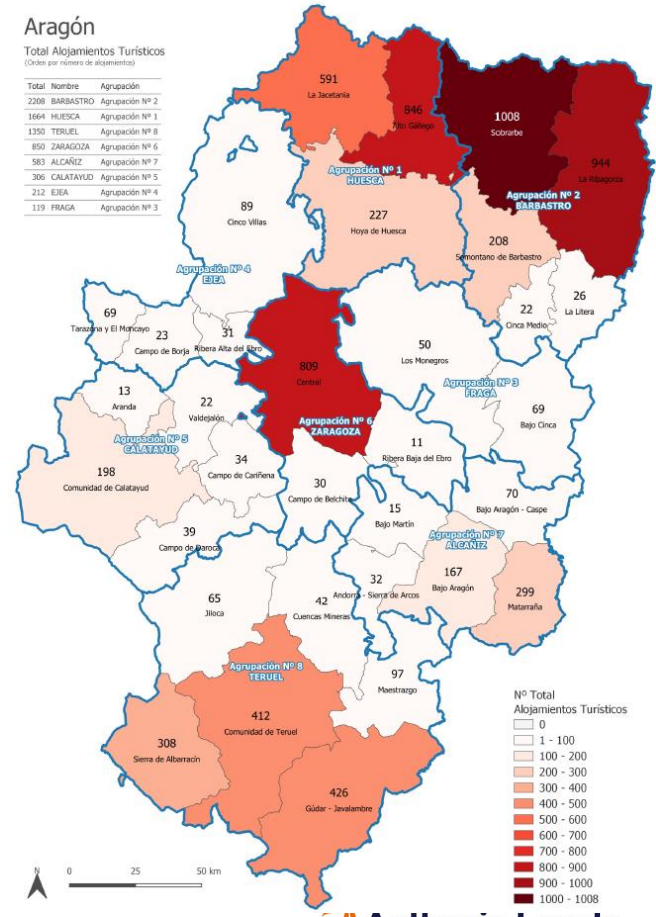 Aragón
Total Alojamientos Turísticos
(Orden por número de alojamientos)
Total Nombre Agrupación
2208 BARBASTRO Agrupación Nº 2
1664 HUESCA Agrupación Nº 1
1350 TERUEL Agrupación Nº 8
850 ZARAGOZA Agrupación Nº 6
583 ALCAÑIZ Agrupación Nº 7
306 CALATAYUD Agrupación Nº 5
212 EJEA Agrupación Nº 4
119 FRAGA Agrupación Nº 3
591
La Jacetania
846
Alto Gállego
1008
Sobrarbe
944
La Ribagorza
Agrupación Nº 1
HUESCA
Agrupación Nº 2
BARBASTRO
89
Cinco Villas
227
Hoya de Huesca
208
Somontano de Barbastro
Agrupación Nº 4
EJEA
22
Cinca Medio
26
La Litera
69
Tarazona y El Moncayo
23
Campo de Borja
31
Ribera Alta del Ebro
809
Central
50
Los Monegros
Agrupación Nº 3
FRAGA
69
Bajo Cinca
13
Aranda
22
Valdejalón
Agrupación Nº 5
CALATAYUD
Agrupación Nº 6
ZARAGOZA
11
Ribera Baja del Ebro
198
Comunidad de Calatayud
34
Campo de Cariñena
30
Campo de Belchite
70
Bajo Aragón - Caspe
15
Bajo Martín
39
Campo de Daroca
Agrupación Nº 7
ALCAÑIZ
32
Andorra - Sierra de Arcos
167
Bajo Aragón
299
Matarraña
65
Jiloca
42
Cuencas Mineras
Agrupación Nº 8
TERUEL
97
Maestrazgo
412
Comunidad de Teruel
308
Sierra de Albarracín
426
Gúdar - Javalambre
Nº Total
Alojamientos Turísticos
0
1 - 100
100 - 200
200 - 300
300 - 400
400 - 500
500 - 600
600 - 700
700 - 800
800 - 900
900 - 1000
1000 - 1008
N
0 25 50 km